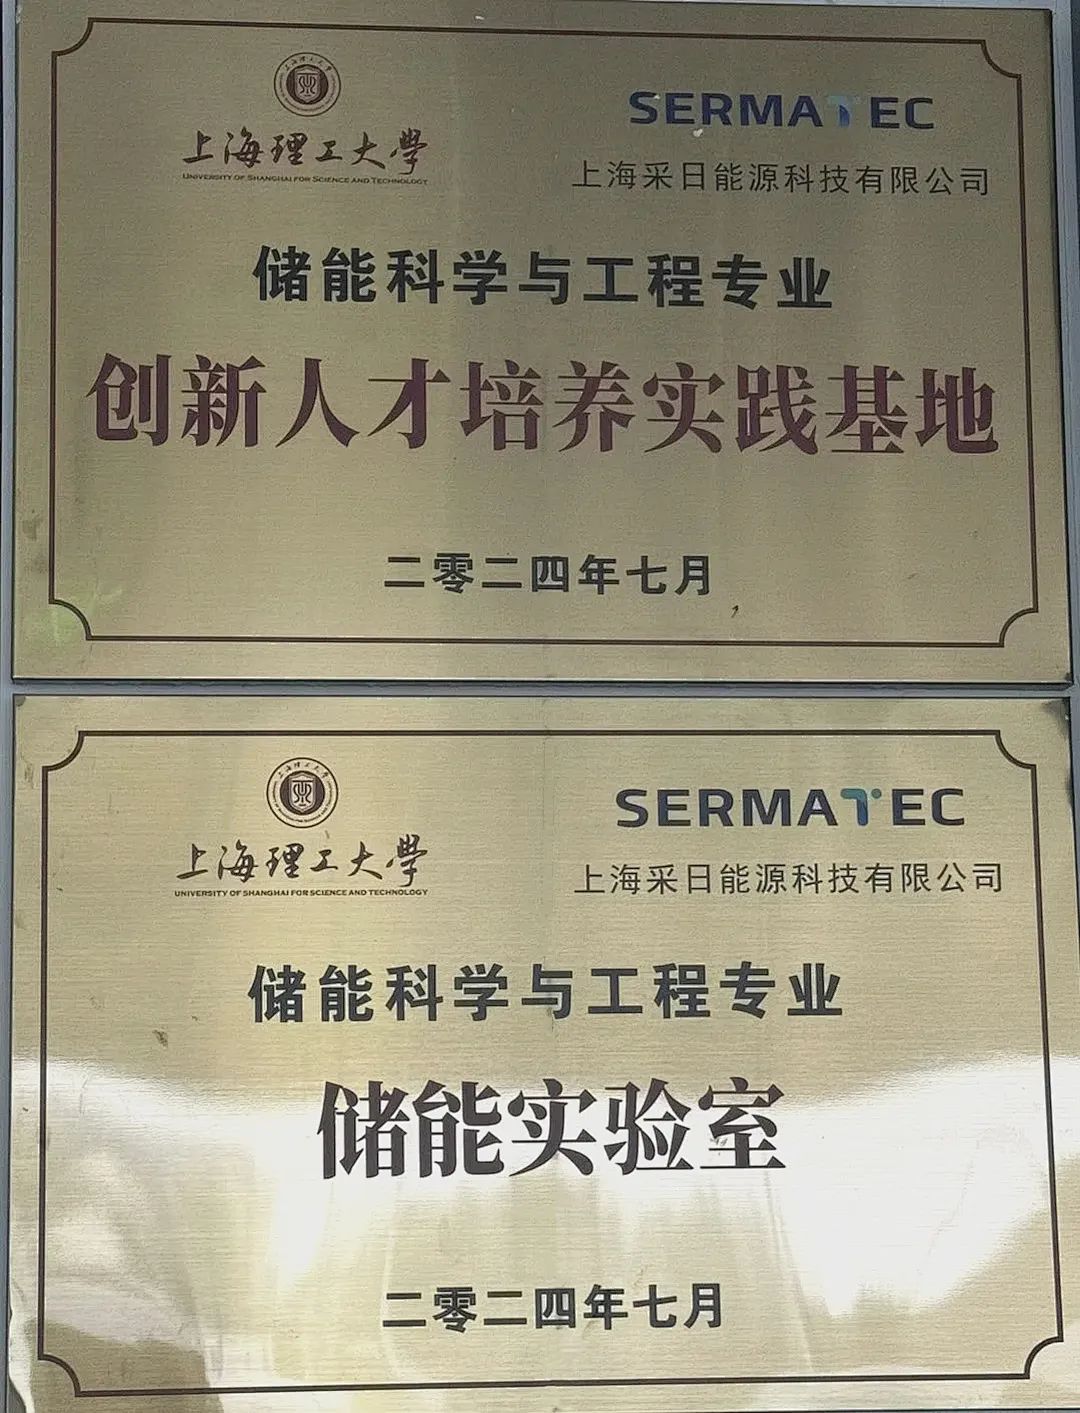 上海理工大學
UNIVERSITY OF SHANGHAI FOR SCIENCE AND TECHNOLOGY
SERMATEC
上海采日能源科技有限公司
储能科学与工程专业
创新人才培养实践基地
二零二四年七月
上海理工大學
UNIVERSITY OF SHANGHAI FOR SCIENCE AND TECHNOLOGY
SERMATEC
上海采日能源科技有限公司
储能科学与工程专业
储能实验室
二零二四年七月